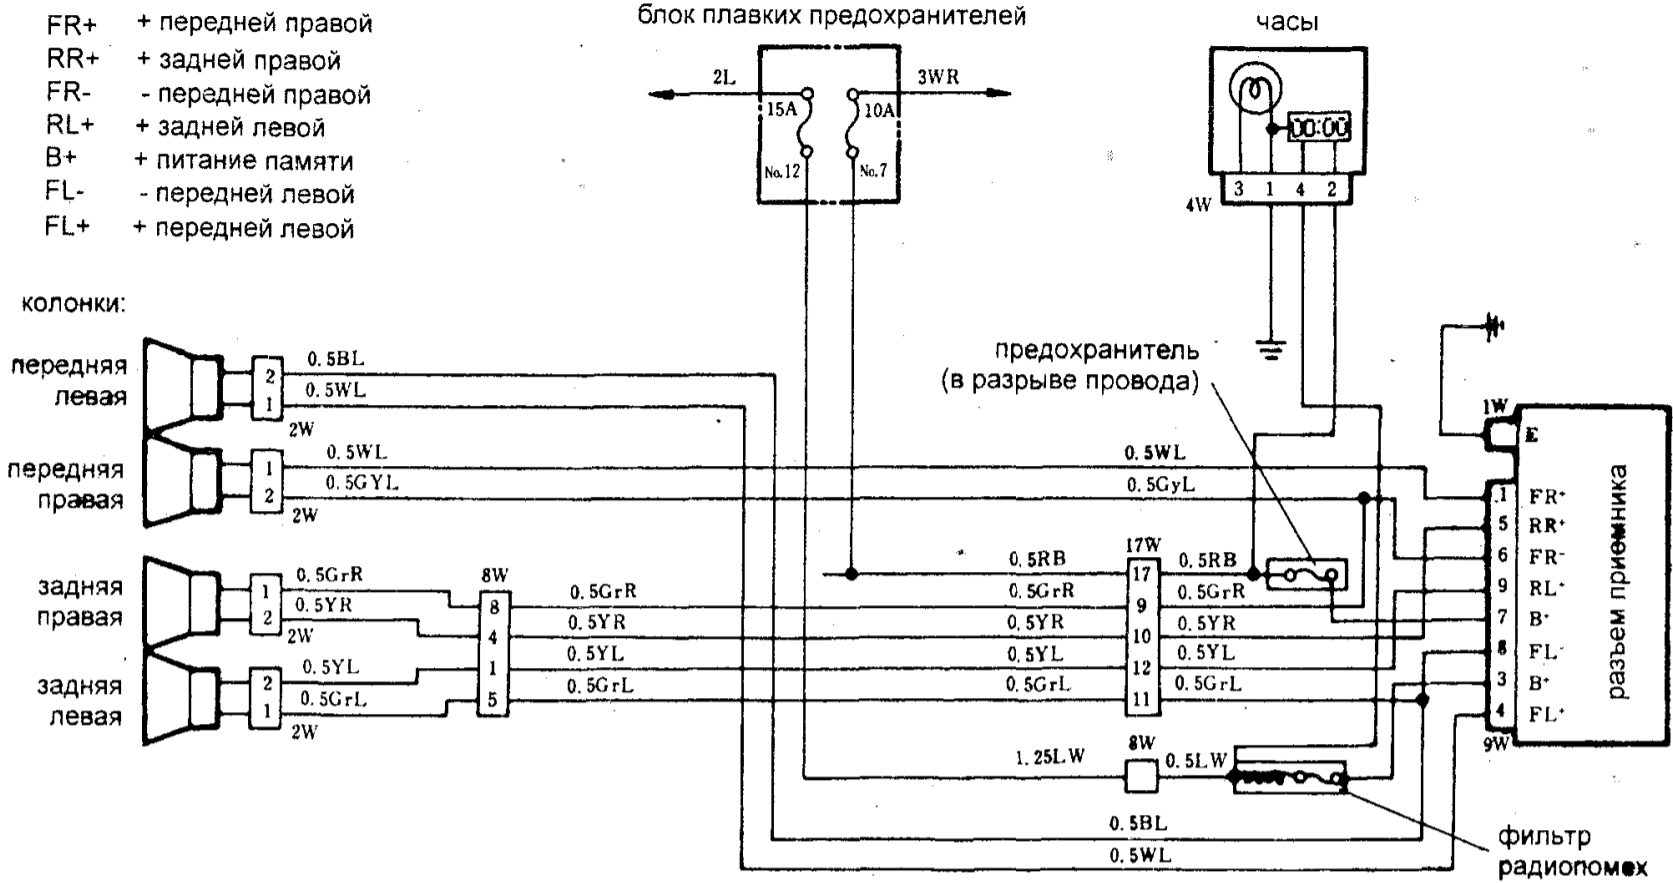 FR+ + передней правой
RR+ + задней правой
FR- - передней правой
RL+ + задней левой
B+ + питание памяти
FL- - передней левой
FL+ + передней левой
блок плавких предохранителей
2L
3WR
15A
10A
No.12
No.7
часы
00:00
3 1 4 2
4W
колонки:
передняя
левая
2
1
2W
0.5BL
0.5WL
передняя
правая
1
2
2W
0.5WL
0.5GYL
0.5WL
0.5GyL
предохранитель
(в разрыве провода)
задняя
правая
1
2
2W
0.5GrR
0.5YR
задняя
левая
2
1
2W
0.5YL
0.5GrL
8W
8
4
1
5
0.5GrR
0.5YR
0.5YL
0.5GrL
0.5RB
0.5GrR
0.5YR
0.5YL
0.5GrL
17W
17
9
10
12
11
0.5RB
0.5GrR
0.5YR
0.5YL
0.5GrL
1.25LW
8W
0.5LW
0.5BL
0.5WL
1W
E
1 FR+
5 RR+
6 FR-
9 RL+
7 B+
8 FL-
3 B+
4 FL+
9W
разъем приемника
фильтр
радиопомех